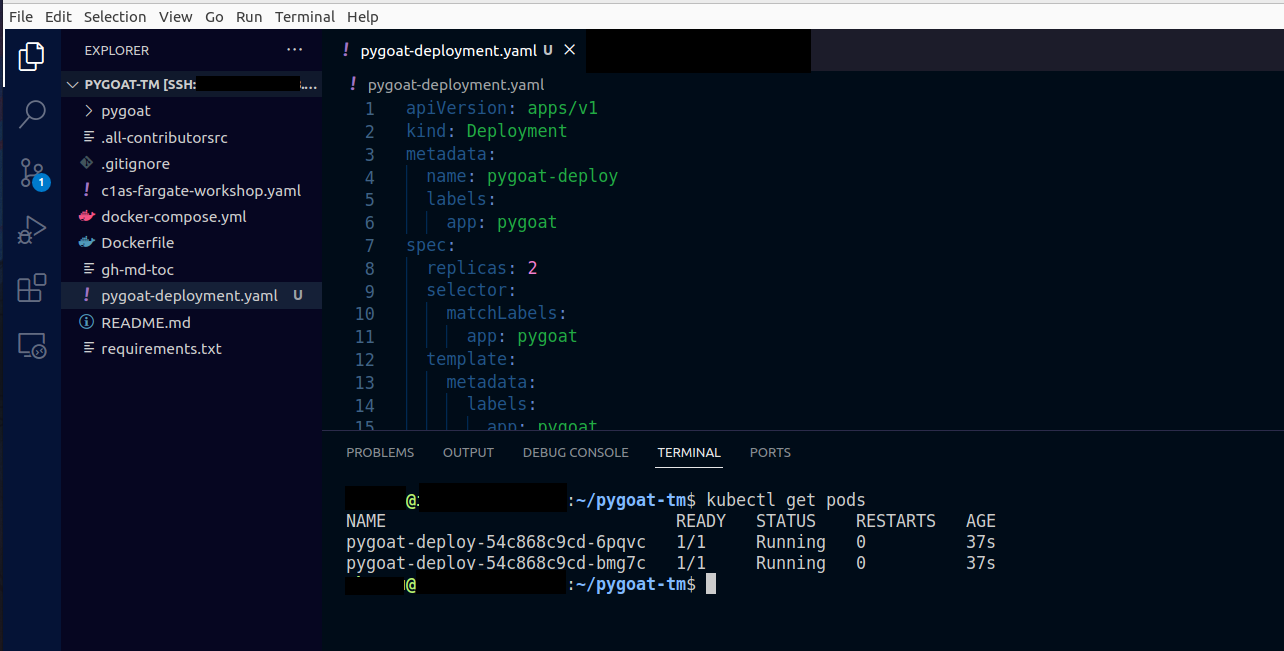 File Edit Selection View Go Run Terminal Help
EXPLORER ...
PYGOAT-TM [SSH: ...
pygoat
.all-contributorsrc
.gitignore
1
! c1as-fargate-workshop.yaml
docker-compose.yml
Dockerfile
gh-md-toc
! pygoat-deployment.yaml U
README.md
requirements.txt
! pygoat-deployment.yaml U ×
! pygoat-deployment.yaml
1 apiVersion: apps/v1
2 kind: Deployment
3 metadata:
4 name: pygoat-deploy
5 labels:
6 app: pygoat
7 spec:
8 replicas: 2
9 selector:
10 matchLabels:
11 app: pygoat
12 template:
13 metadata:
14 labels:
15 app: pygoat
PROBLEMS OUTPUT DEBUG CONSOLE TERMINAL PORTS
@ :~/pygoat-tm$ kubectl get pods
NAME READY STATUS RESTARTS AGE
pygoat-deploy-54c868c9cd-6pqvc 1/1 Running 0 37s
pygoat-deploy-54c868c9cd-bmg7c 1/1 Running 0 37s
@ :~/pygoat-tm$